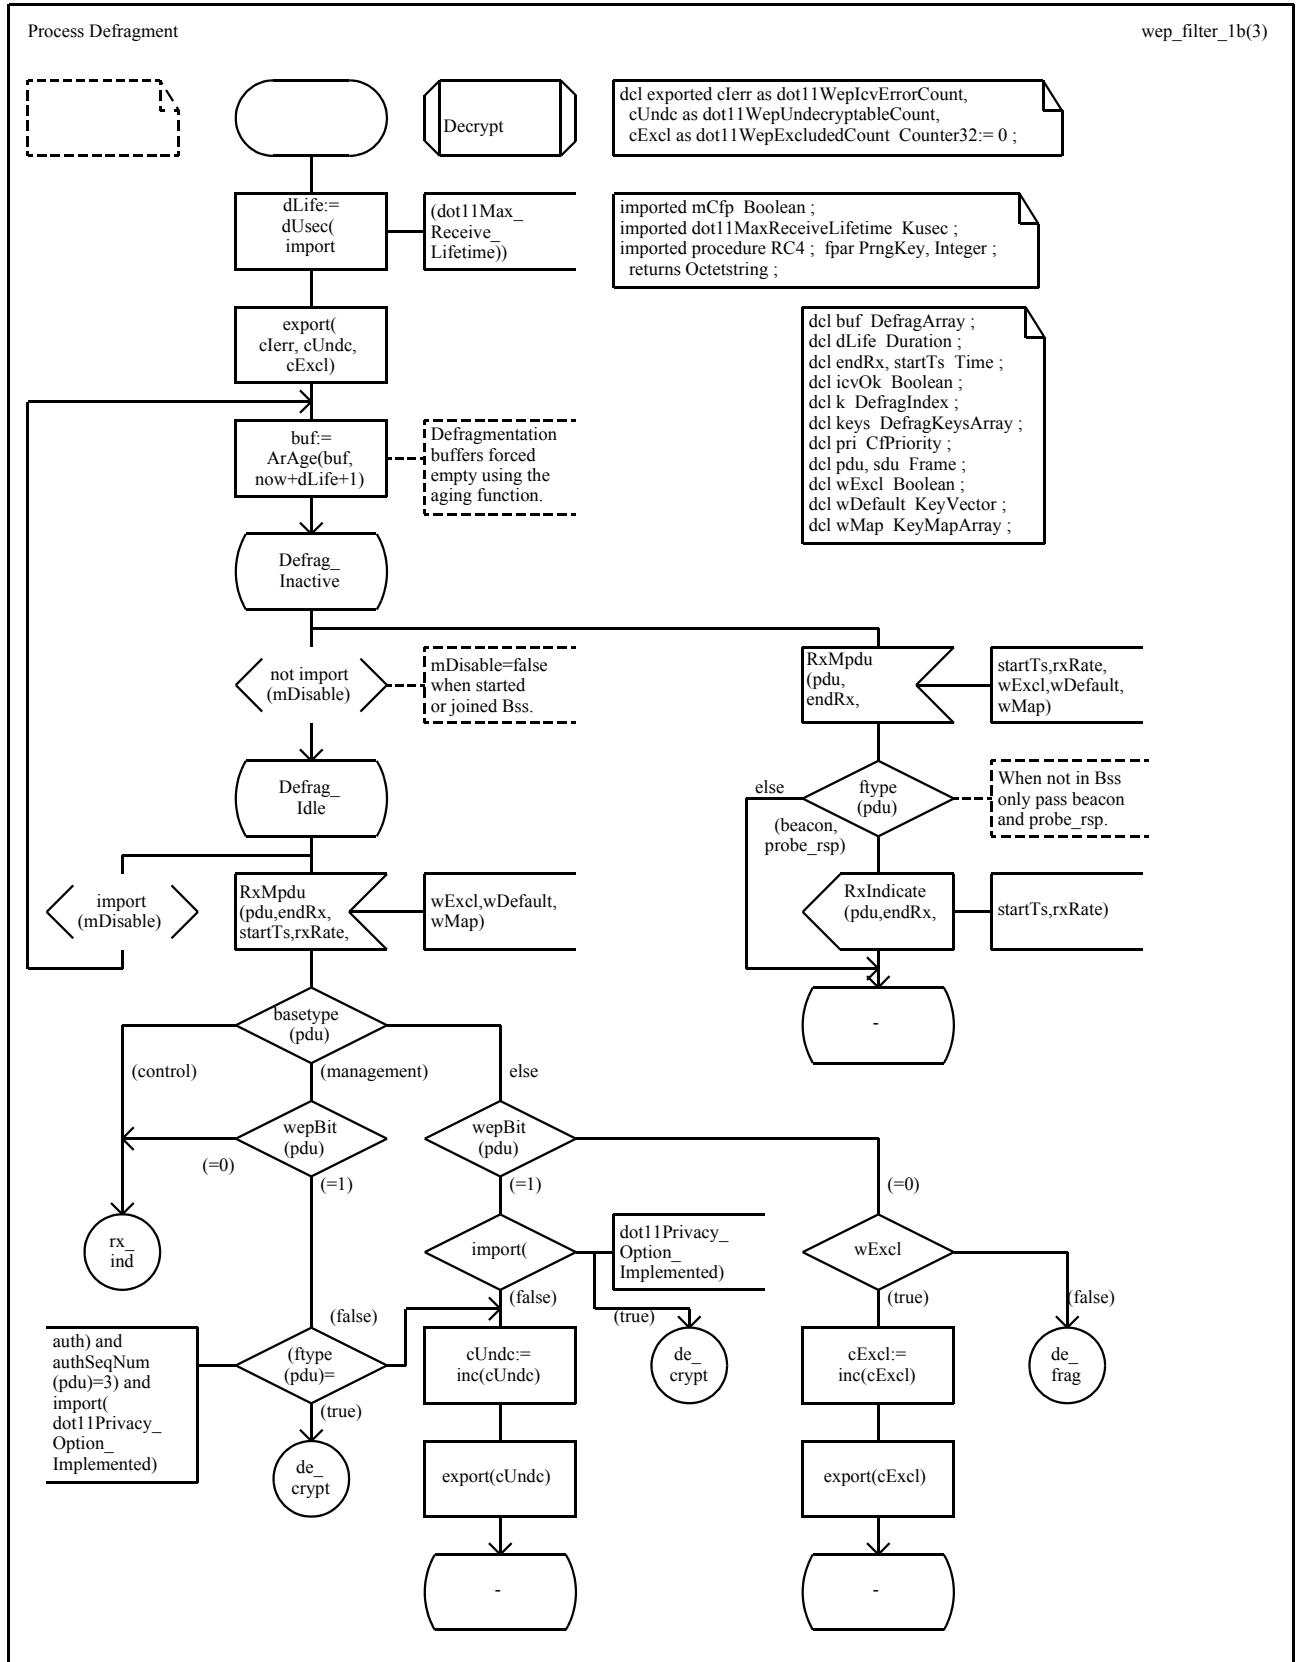 Process Defragment
wep_filter_1b(3)
Decrypt
dcl exported cIerr as dot11WepIcvErrorCount,
cUndc as dot11WepUndecryptableCount,
cExcl as dot11WepExcludedCount Counter32:= 0 ;
dLife:=
dUsec(
import
(dot11Max_
Receive_
Lifetime))
imported mCfp Boolean ;
imported dot11MaxReceiveLifetime Kusec ;
imported procedure RC4 ; fpar PrngKey, Integer ;
returns Octetstring ;
export(
cIerr, cUndc,
cExcl)
dcl buf DefragArray ;
dcl dLife Duration ;
dcl endRx, startTs Time ;
dcl icvOk Boolean ;
dcl k DefragIndex ;
dcl keys DefragKeysArray ;
dcl pri CfPriority ;
dcl pdu, sdu Frame ;
dcl wExcl Boolean ;
dcl wDefault KeyVector ;
dcl wMap KeyMapArray ;
buf:=
ArAge(buf,
now+dLife+1)
Defragmentation
buffers forced
empty using the
aging function.
Defrag_
Inactive
not import
(mDisable)
mDisable=false
when started
or joined Bss.
RxMpdu
(pdu,
endRx,
startTs,rxRate,
wExcl,wDefault,
wMap)
Defrag_
Idle
else
ftype
(pdu)
When not in Bss
only pass beacon
and probe_rsp.
(beacon,
probe_rsp)
import
(mDisable)
RxMpdu
(pdu,endRx,
startTs,rxRate,
wExcl,wDefault,
wMap)
RxIndicate
(pdu,endRx,
startTs,rxRate)
-
basetype
(pdu)
(control)
(management)
else
wepBit
(pdu)
wepBit
(pdu)
(=0)
(=1)
(=1)
(=0)
rx_
ind
import(
dot11Privacy_
Option_
Implemented)
wExcl
(false)
(false)
(true)
(true)
(false)
auth) and
authSeqNum
(pdu)=3) and
import(
dot11Privacy_
Option_
Implemented)
(ftype
(pdu)=
cUndc:=
inc(cUndc)
de_
crypt
cExcl:=
inc(cExcl)
de_
frag
(true)
de_
crypt
export(cUndc)
export(cExcl)
-
-